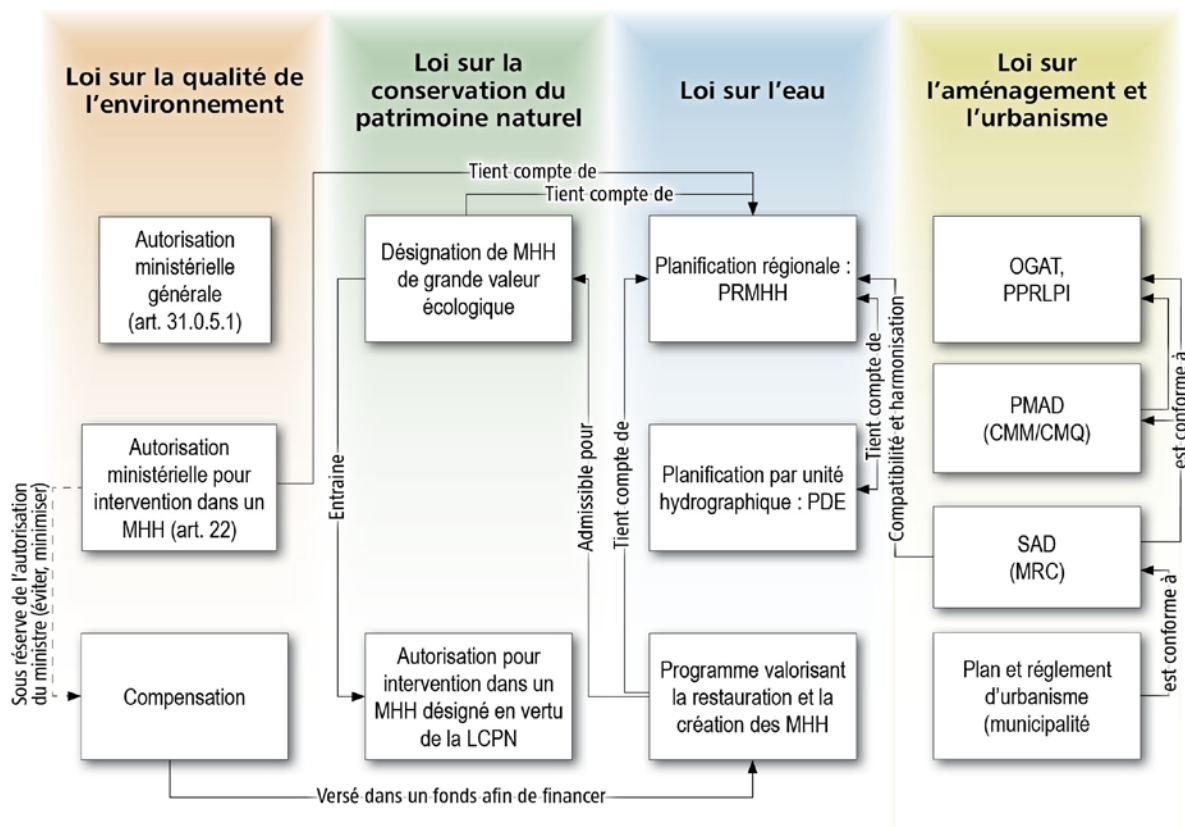 Loi sur la qualité de
l'environnement
Loi sur la
conservation du
patrimoine naturel
Loi sur l'eau
Loi sur
l'aménagement et
l'urbanisme
Tient compte de
Tient compte de
Autorisation
ministérielle
générale
(art. 31.0.5.1)
Désignation de MHH
de grande valeur
écologique
Planification régionale :
PRMHH
OGAT,
PPRLPI
PMAD
(CMM/CMQ)
Autorisation
ministérielle pour
intervention dans un
MHH (art. 22)
Planification par unité
hydrographique : PDE
SAD
(MRC)
Sous réserve de l'autorisation
du ministre (éviter, minimiser)
Entraine
Admissible pour
Tient compte de
Tient compte de
Compatibilité et harmonisation
est conforme à
est conforme à
Compensation
Autorisation pour
intervention dans un
MHH désigné en vertu
de la LCPN
Programme valorisant
la restauration et la
création des MHH
Plan et réglement
d'urbanisme
(municipalité
Versé dans un fonds afin de financer